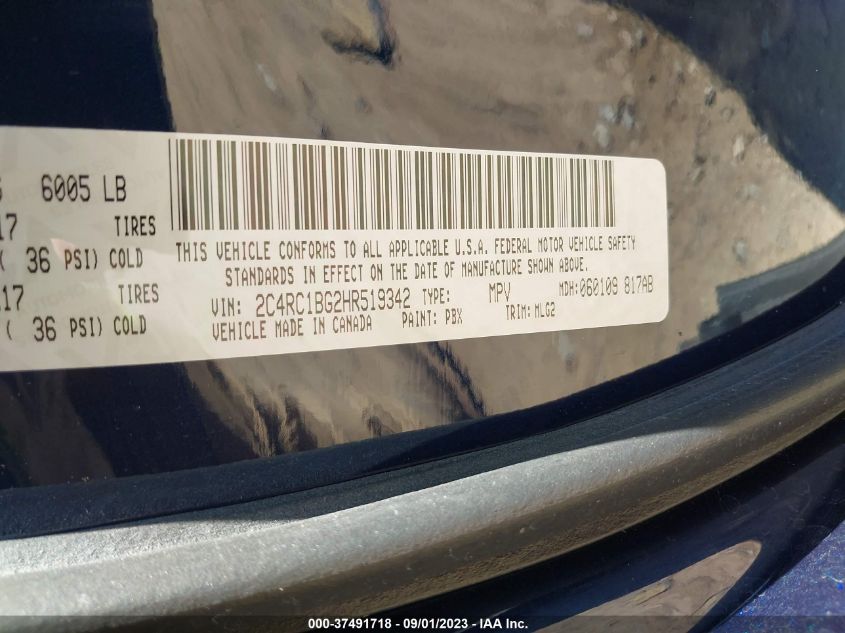 6005 LB
17 TIRES
( 36 PSI) COLD
17 TIRES
( 36 PSI) COLD
THIS VEHICLE CONFORMS TO ALL APPLICABLE U.S.A. FEDERAL MOTOR VEHICLE SAFETY
STANDARDS IN EFFECT ON THE DATE OF MANUFACTURE SHOWN ABOVE.
VIN: 2C4RC1BG2HR519342 TYPE: MPV MDH: 060109 817AB
VEHICLE MADE IN CANADA PAINT: PBX TRIM: MLG2
000-37491718 - 09/01/2023 - © IAA, Inc.